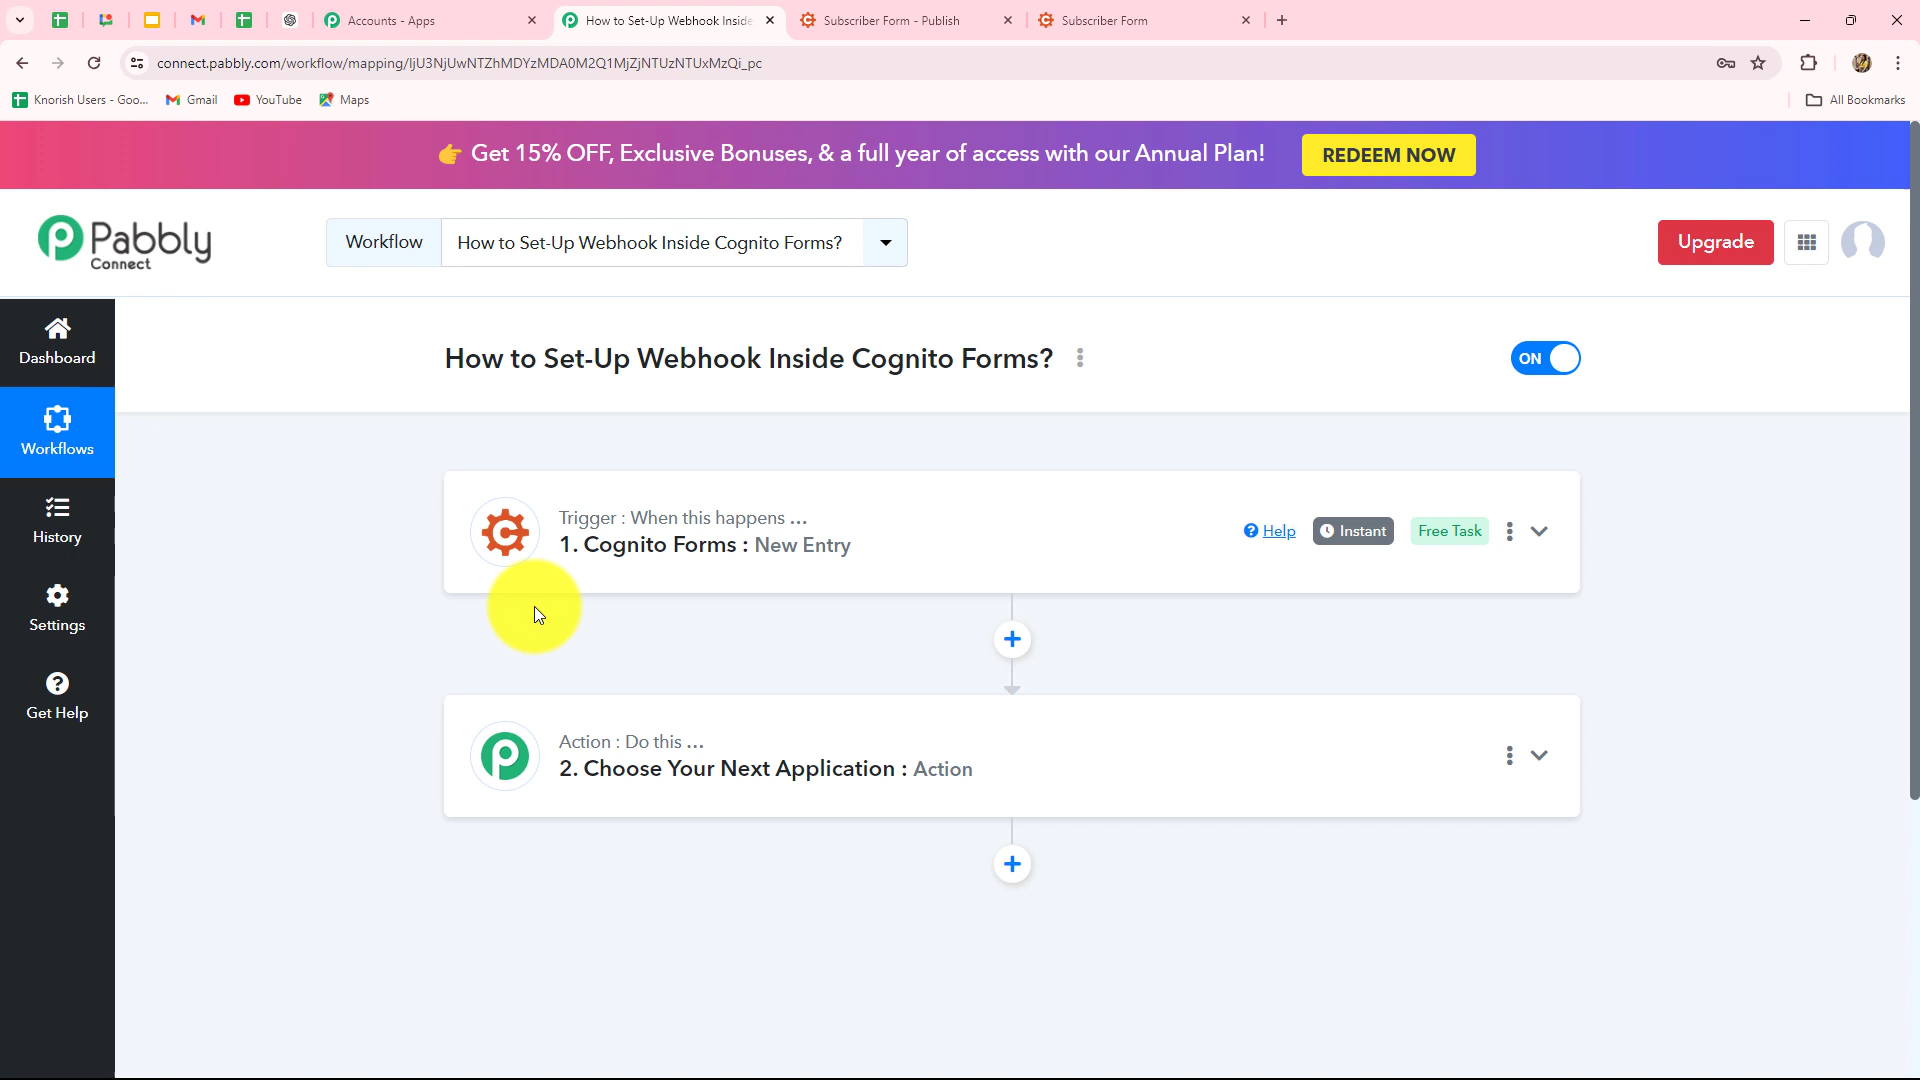 Accounts - Apps
How to Set-Up Webhook Inside
Subscriber Form - Publish
Subscriber Form
connect.pabbly.com/workflow/mapping/IjU3NjUwNTZhMDYzMDA0M2Q1MjZjNTUzNTUxMzQi_pc
Knorish Users - Goo...
Gmail
YouTube
Maps
All Bookmarks
👉 Get 15% OFF, Exclusive Bonuses, & a full year of access with our Annual Plan!
REDEEM NOW
Pabbly
Connect
Workflow
How to Set-Up Webhook Inside Cognito Forms?
Upgrade
Dashboard
Workflows
History
Settings
Get Help
How to Set-Up Webhook Inside Cognito Forms?
ON
Trigger : When this happens ...
1. Cognito Forms : New Entry
Help
Instant
Free Task
Action : Do this ...
2. Choose Your Next Application : Action